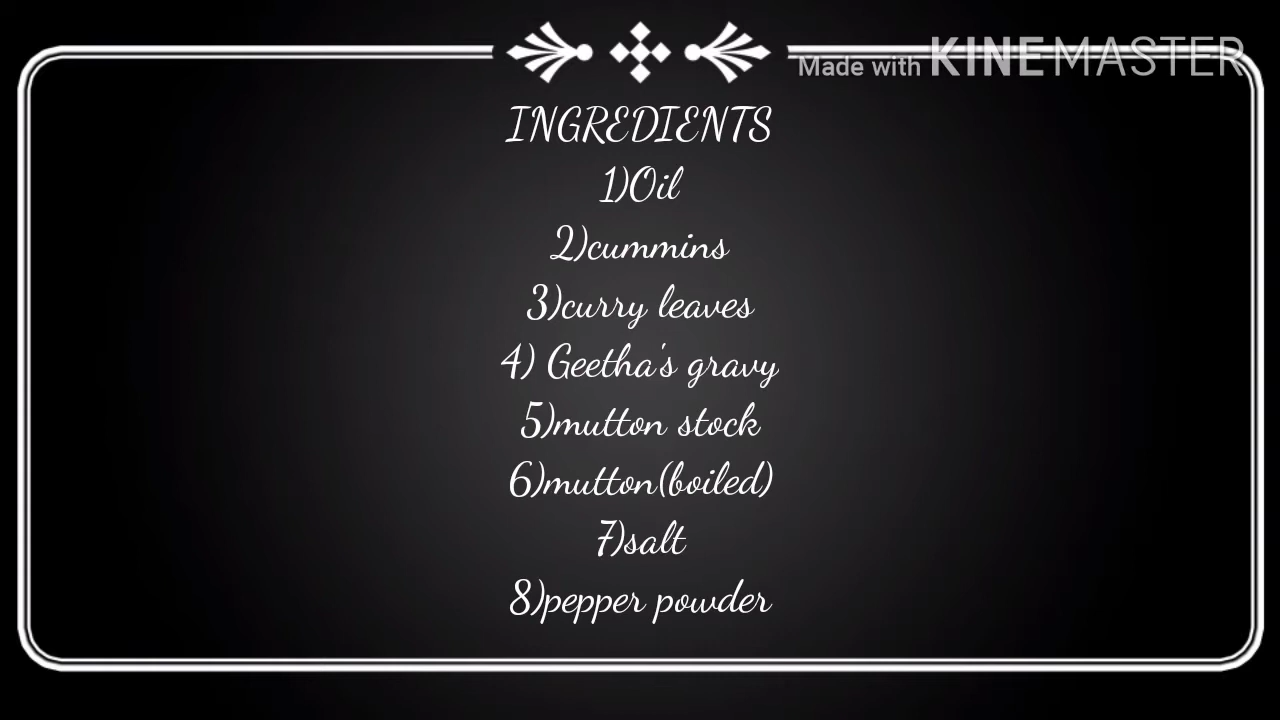 Made with KINEMASTER
INGREDIENTS
1)Oil
2)cummins
3)curry leaves
4) Geetha's gravy
5)mutton stock
6)mutton(boiled)
7)salt
8)pepper powder